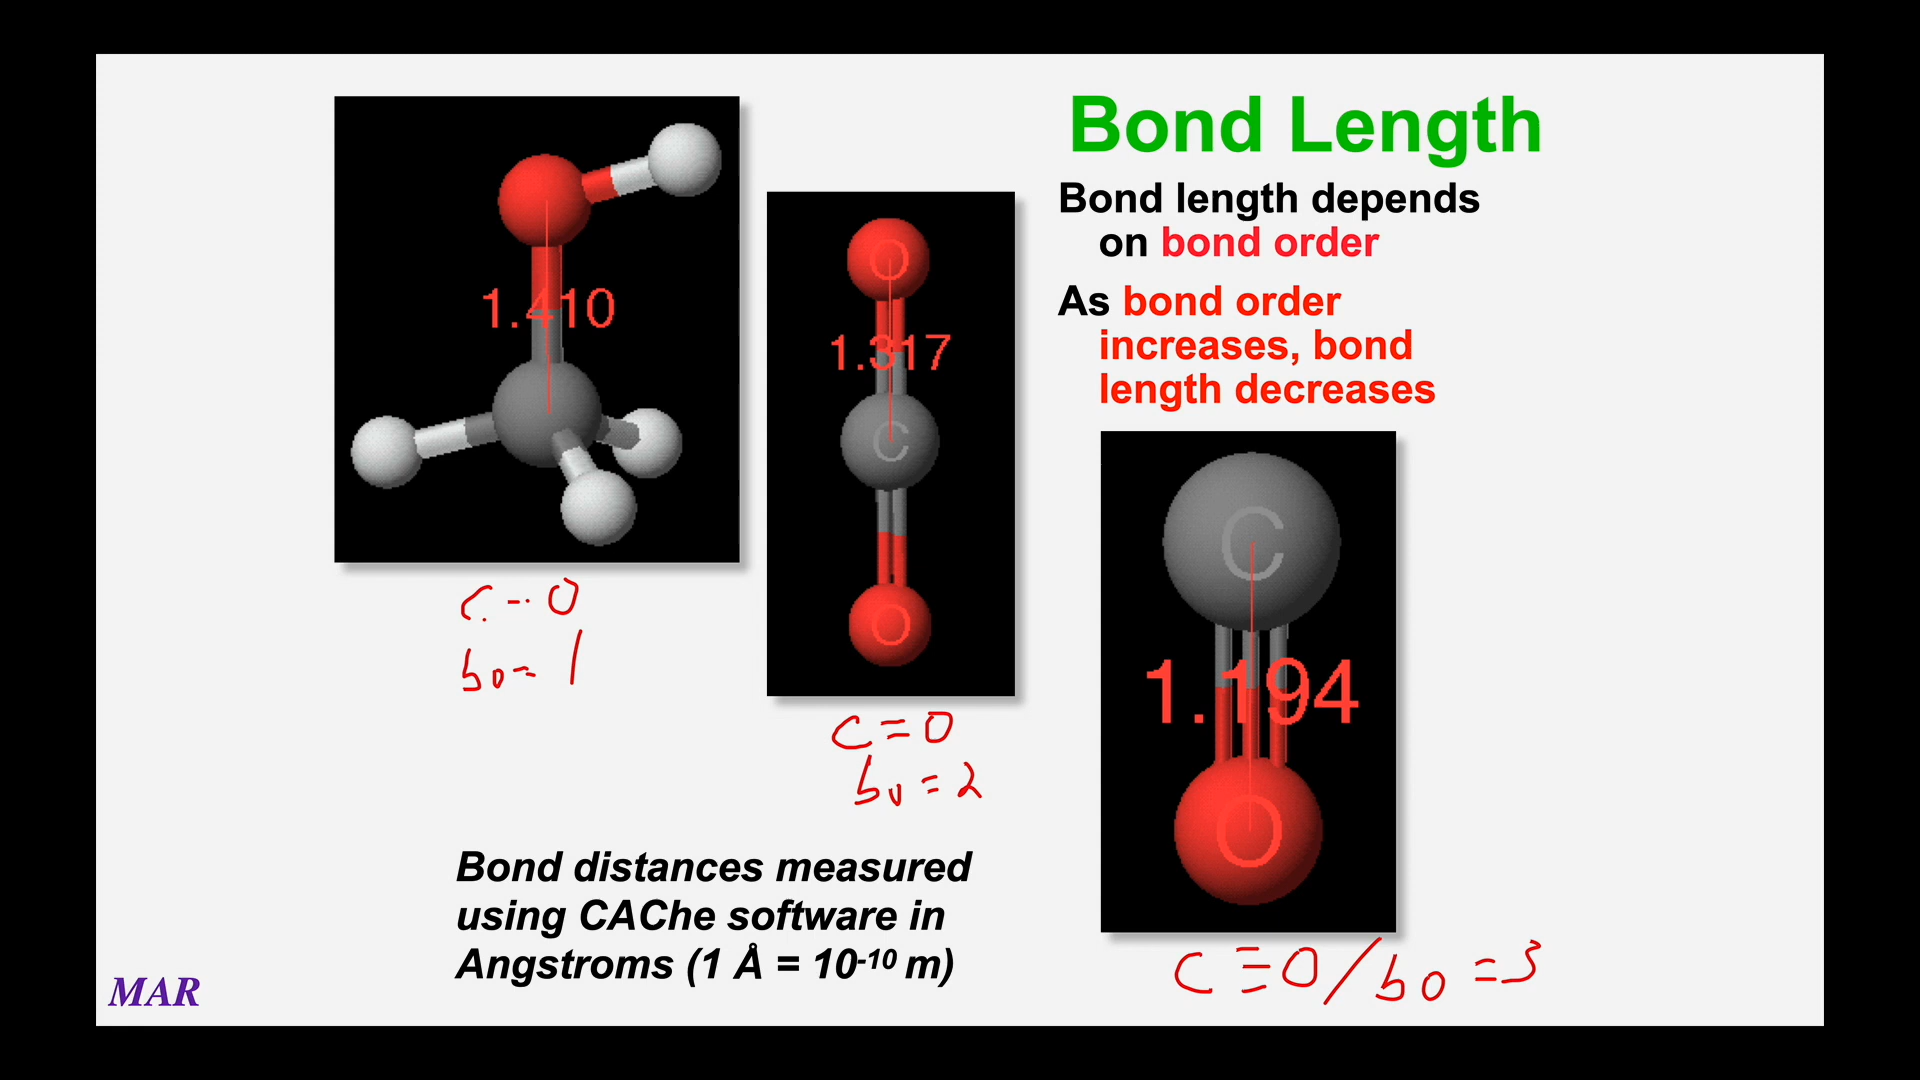 Bond Length
Bond length depends
on bond order
As bond order
increases, bond
length decreases
1.410
C-O
bo= 1
O
1.317
C
O
C=O
bo=2
C
1.194
O
C≡O/bo=3
Bond distances measured
using CAChe software in
Angstroms (1 Å = 10⁻¹⁰ m)
MAR